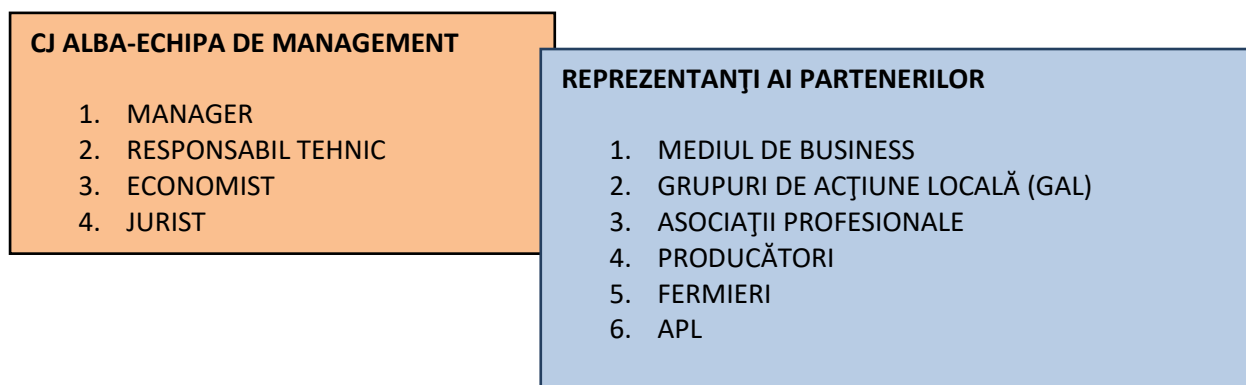 CJ ALBA-ECHIPA DE MANAGEMENT
1. MANAGER
2. RESPONSABIL TEHNIC
3. ECONOMIST
4. JURIST
REPREZENTANŢI AI PARTENERILOR
1. MEDIUL DE BUSINESS
2. GRUPURI DE ACŢIUNE LOCALĂ (GAL)
3. ASOCIAŢII PROFESIONALE
4. PRODUCĂTORI
5. FERMIERI
6. APL